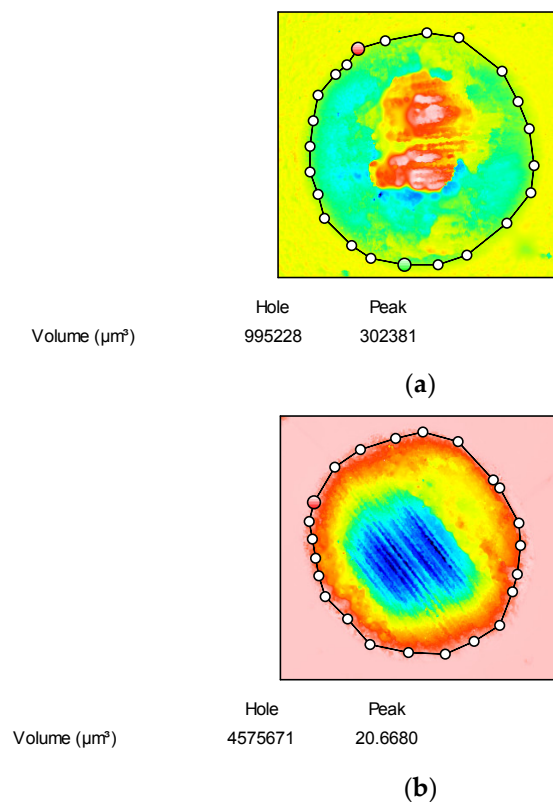 Hole Peak
Volume (µm³) 995228 302381
(a)
Hole Peak
Volume (µm³) 4575671 20.6680
(b)